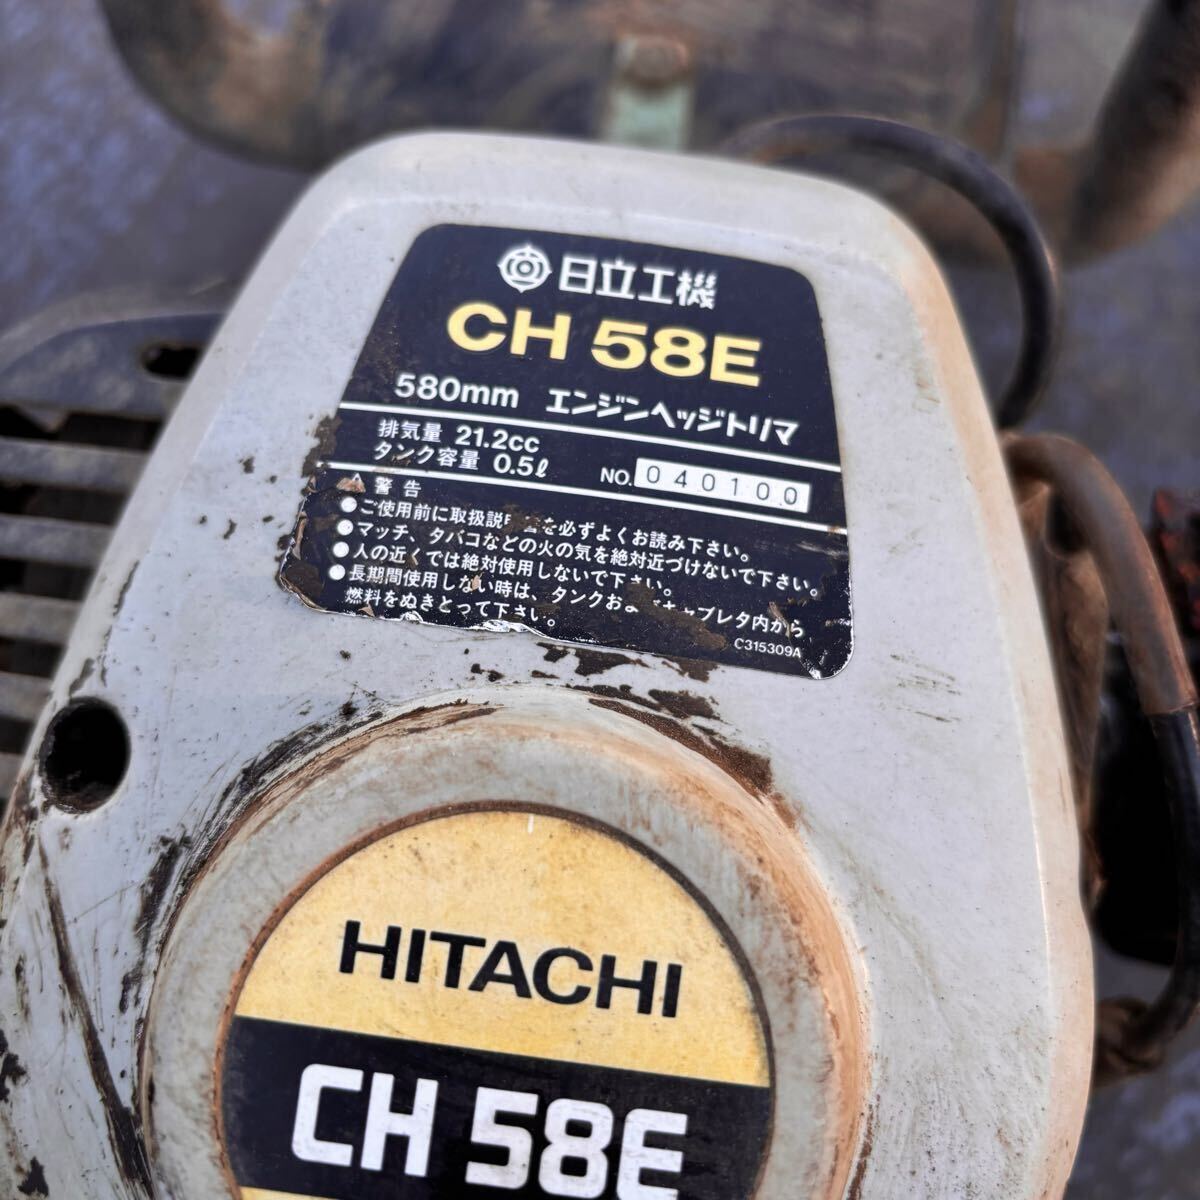 日立工機
CH 58E
580mm エンジンヘッジトリマ
排気量 21.2cc
タンク容量 0.5ℓ
NO. 040100
警告
●ご使用前に取扱説 を必ずよくお読み下さい。
●マッチ、タバコなどの火の気を絶対近づけないで下さい。
●人の近くでは絶対使用しないで下さい。
●長期間使用しない時は、タンクお キャブレタ内から
燃料をぬきとって下さい。
C315309A
HITACHI
CH 58E